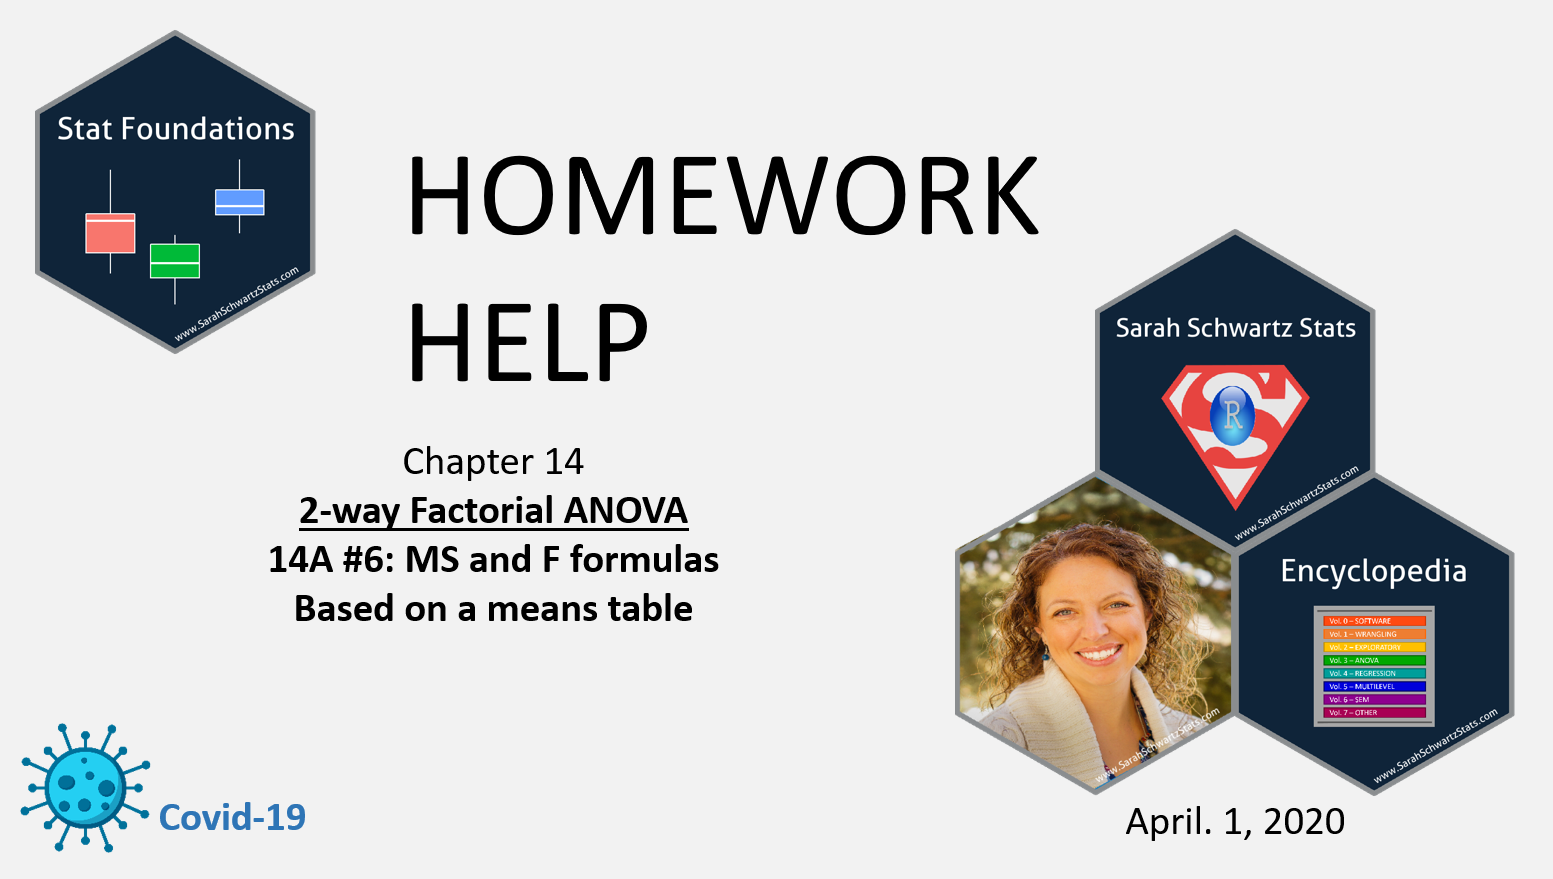 Stat Foundations
www.SarahSchwartzStats.com
HOMEWORK
HELP
Chapter 14
2-way Factorial ANOVA
14A #6: MS and F formulas
Based on a means table
Sarah Schwartz Stats
R
www.SarahSchwartzStats.com
www.SarahSchwartzStats.com
Encyclopedia
Vol. 0 – SOFTWARE
Vol. 1 – WRANGLING
Vol. 2 – EXPLORATORY
Vol. 3 – ANOVA
Vol. 4 – REGRESSION
Vol. 5 – MULTILEVEL
Vol. 6 – SEM
Vol. 7 – OTHER
www.SarahSchwartzStats.com
Covid-19
April. 1, 2020